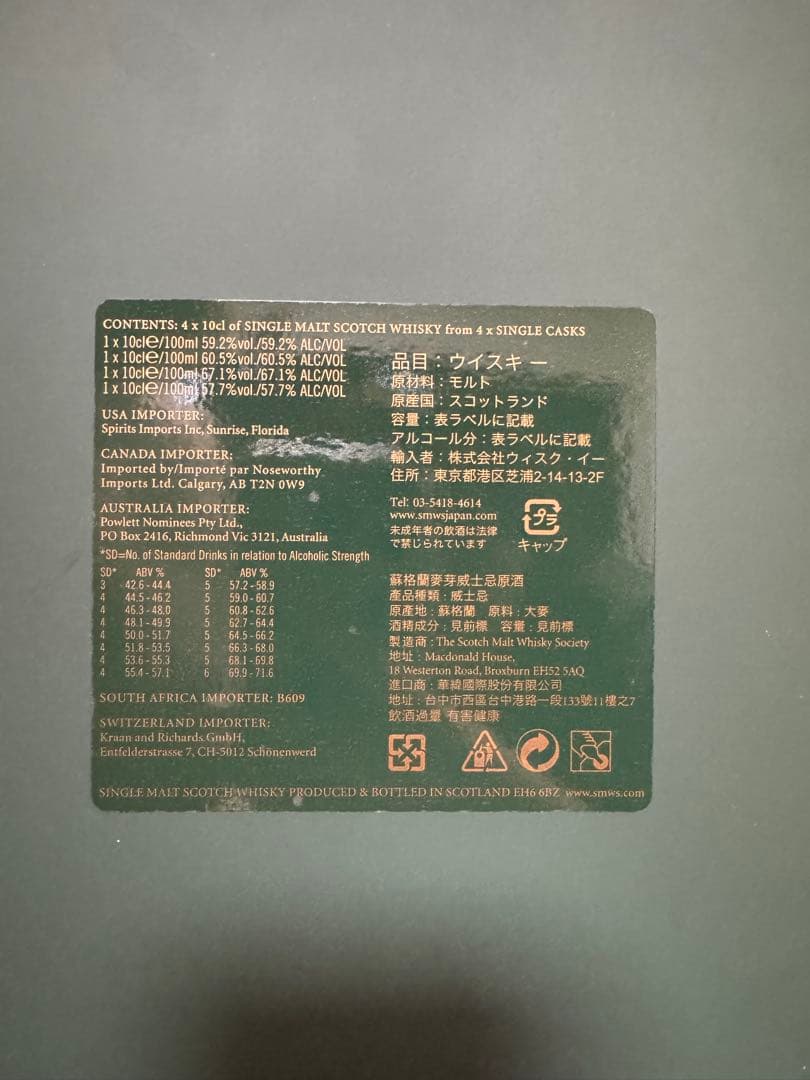 CONTENTS: 4 x 10cl of SINGLE MALT SCOTCH WHISKY from 4 x SINGLE CASKS
1 x 10cl℮/100ml 59.2%vol./59.2% ALC/VOL
1 x 10cl℮/100ml 60.5%vol./60.5% ALC/VOL
1 x 10cl℮/100ml 67.1%vol./67.1% ALC/VOL
1 x 10cl℮/100ml 57.7%vol./57.7% ALC/VOL
USA IMPORTER:
Spirits Imports Inc, Sunrise, Florida
CANADA IMPORTER:
Imported by/Importé par Noseworthy
Imports Ltd. Calgary, AB T2N 0W9
AUSTRALIA IMPORTER:
Powlett Nominees Pty Ltd.,
PO Box 2416, Richmond Vic 3121, Australia
*SD=No. of Standard Drinks in relation to Alcoholic Strength
SD* ABV % SD* ABV %
3 42.6 - 44.4 5 57.2 - 58.9
4 44.5 - 46.2 5 59.0 - 60.7
4 46.3 - 48.0 5 60.8 - 62.6
4 48.1 - 49.9 5 62.7 - 64.4
4 50.0 - 51.7 5 64.5 - 66.2
4 51.8 - 53.5 5 66.3 - 68.0
4 53.6 - 55.3 5 68.1 - 69.8
4 55.4 - 57.1 6 69.9 - 71.6
SOUTH AFRICA IMPORTER: B609
SWITZERLAND IMPORTER:
Kraan and Richards GmbH,
Entfelderstrasse 7, CH-5012 Schönenwerd
品目：ウイスキー
原材料：モルト
原産国：スコットランド
容量：表ラベルに記載
アルコール分：表ラベルに記載
輸入者：株式会社ウィスク・イー
住所：東京都港区芝浦2-14-13-2F
Tel: 03-5418-4614
www.smwsjapan.com
未成年者の飲酒は法律
で禁じられています
プラ
キャップ
蘇格蘭麥芽威士忌原酒
產品種類：威士忌
原產地：蘇格蘭 原料：大麥
酒精成分：見前標 容量：見前標
製造商：The Scotch Malt Whisky Society
地址：Macdonald House,
18 Westerton Road, Broxburn EH52 5AQ
進口商：華緯國際股份有限公司
地址：台中市西區台中港路一段133號11樓之7
飲酒過量 有害健康
SINGLE MALT SCOTCH WHISKY PRODUCED & BOTTLED IN SCOTLAND EH6 6BZ www.smws.com